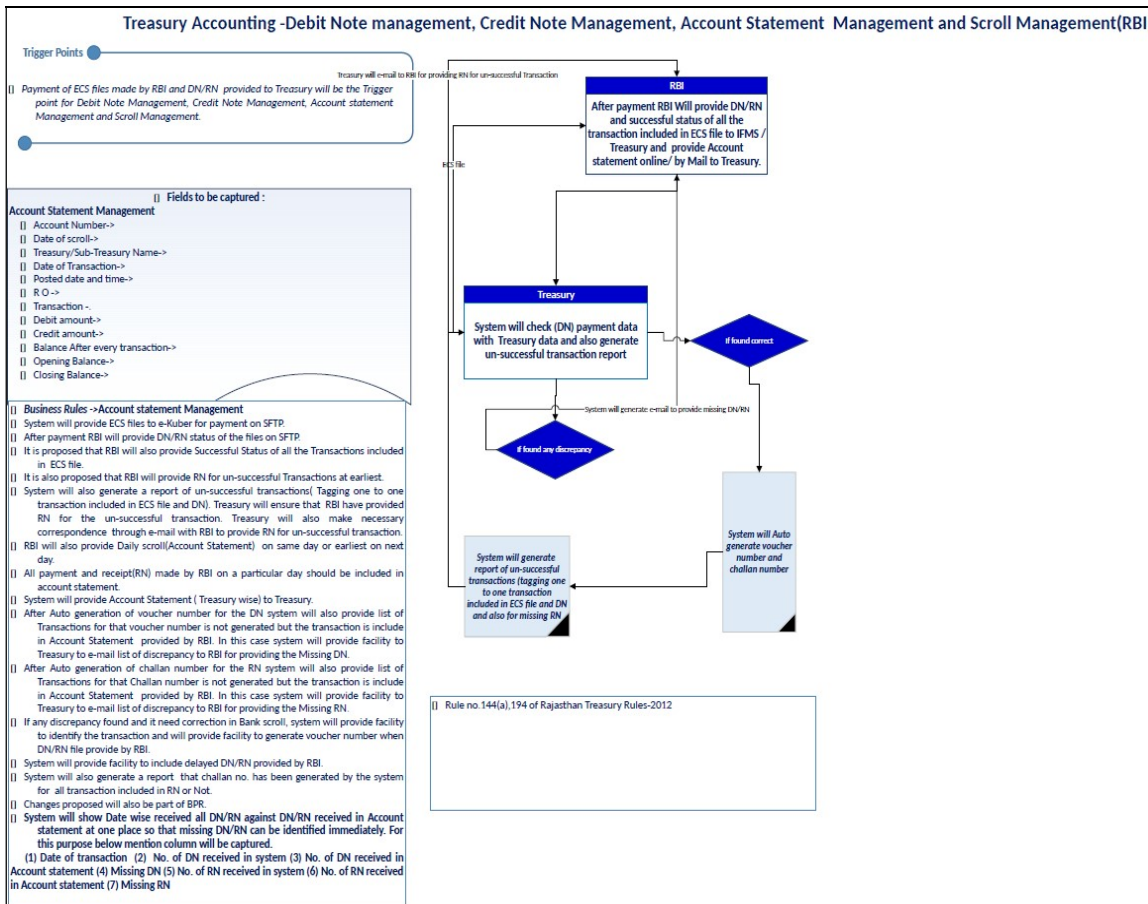 Treasury Accounting -Debit Note management, Credit Note Management, Account Statement Management and Scroll Management(RBI
Trigger Points
[] Payment of ECS files made by RBI and DN/RN provided to Treasury will be the Trigger
point for Debit Note Management, Credit Note Management, Account statement
Management and Scroll Management.
[] Fields to be captured :
Account Statement Management
[] Account Number->
[] Date of scroll->
[] Treasury/Sub-Treasury Name->
[] Date of Transaction->
[] Posted date and time->
[] R O ->
[] Transaction -.
[] Debit amount->
[] Credit amount->
[] Balance After every transaction->
[] Opening Balance->
[] Closing Balance->
[] Business Rules ->Account statement Management
[] System will provide ECS files to e-Kuber for payment on SFTP.
[] After payment RBI will provide DN/RN status of the files on SFTP.
[] It is proposed that RBI will also provide Successful Status of all the Transactions included
in ECS file.
[] It is also proposed that RBI will provide RN for un-successful Transactions at earliest.
[] System will also generate a report of un-successful transactions( Tagging one to one
transaction included in ECS file and DN). Treasury will ensure that RBI have provided
RN for the un-successful transaction. Treasury will also make necessary
correspondence through e-mail with RBI to provide RN for un-successful transaction.
[] RBI will also provide Daily scroll(Account Statement) on same day or earliest on next
day.
[] All payment and receipt(RN) made by RBI on a particular day should be included in
account statement.
[] System will provide Account Statement ( Treasury wise) to Treasury.
[] After Auto generation of voucher number for the DN system will also provide list of
Transactions for that voucher number is not generated but the transaction is include
in Account Statement provided by RBI. In this case system will provide facility to
Treasury to e-mail list of discrepancy to RBI for providing the Missing DN.
[] After Auto generation of challan number for the RN system will also provide list of
Transactions for that Challan number is not generated but the transaction is include
in Account Statement provided by RBI. In this case system will provide facility to
Treasury to e-mail list of discrepancy to RBI for providing the Missing RN.
[] If any discrepancy found and it need correction in Bank scroll, system will provide facility
to identify the transaction and will provide facility to generate voucher number when
DN/RN file provide by RBI.
[] System will provide facility to include delayed DN/RN provided by RBI.
[] System will also generate a report that challan no. has been generated by the system
for all transaction included in RN or Not.
[] Changes proposed will also be part of BPR.
[] System will show Date wise received all DN/RN against DN/RN received in Account
statement at one place so that missing DN/RN can be identified immediately. For
this purpose below mention column will be captured.
(1) Date of transaction (2) No. of DN received in system (3) No. of DN received in
Account statement (4) Missing DN (5) No. of RN received in system (6) No. of RN received
in Account statement (7) Missing RN
Treasury will e-mail to RBI for providing RN for un-successful Transaction
RBI
After payment RBI Will provide DN/RN
and successful status of all the
transaction included in ECS file to IFMS /
Treasury and provide Account
statement online/ by Mail to Treasury.
ECS file
Treasury
System will check (DN) payment data
with Treasury data and also generate
un-successful transaction report
If found correct
System will generate e-mail to provide missing DN/RN
If found any discrepancy
System will Auto
generate voucher
number and
challan number
System will generate
report of un-successful
transactions (tagging one
to one transaction
included in ECS file and DN
and also for missing RN
[] Rule no.144(a),194 of Rajasthan Treasury Rules-2012